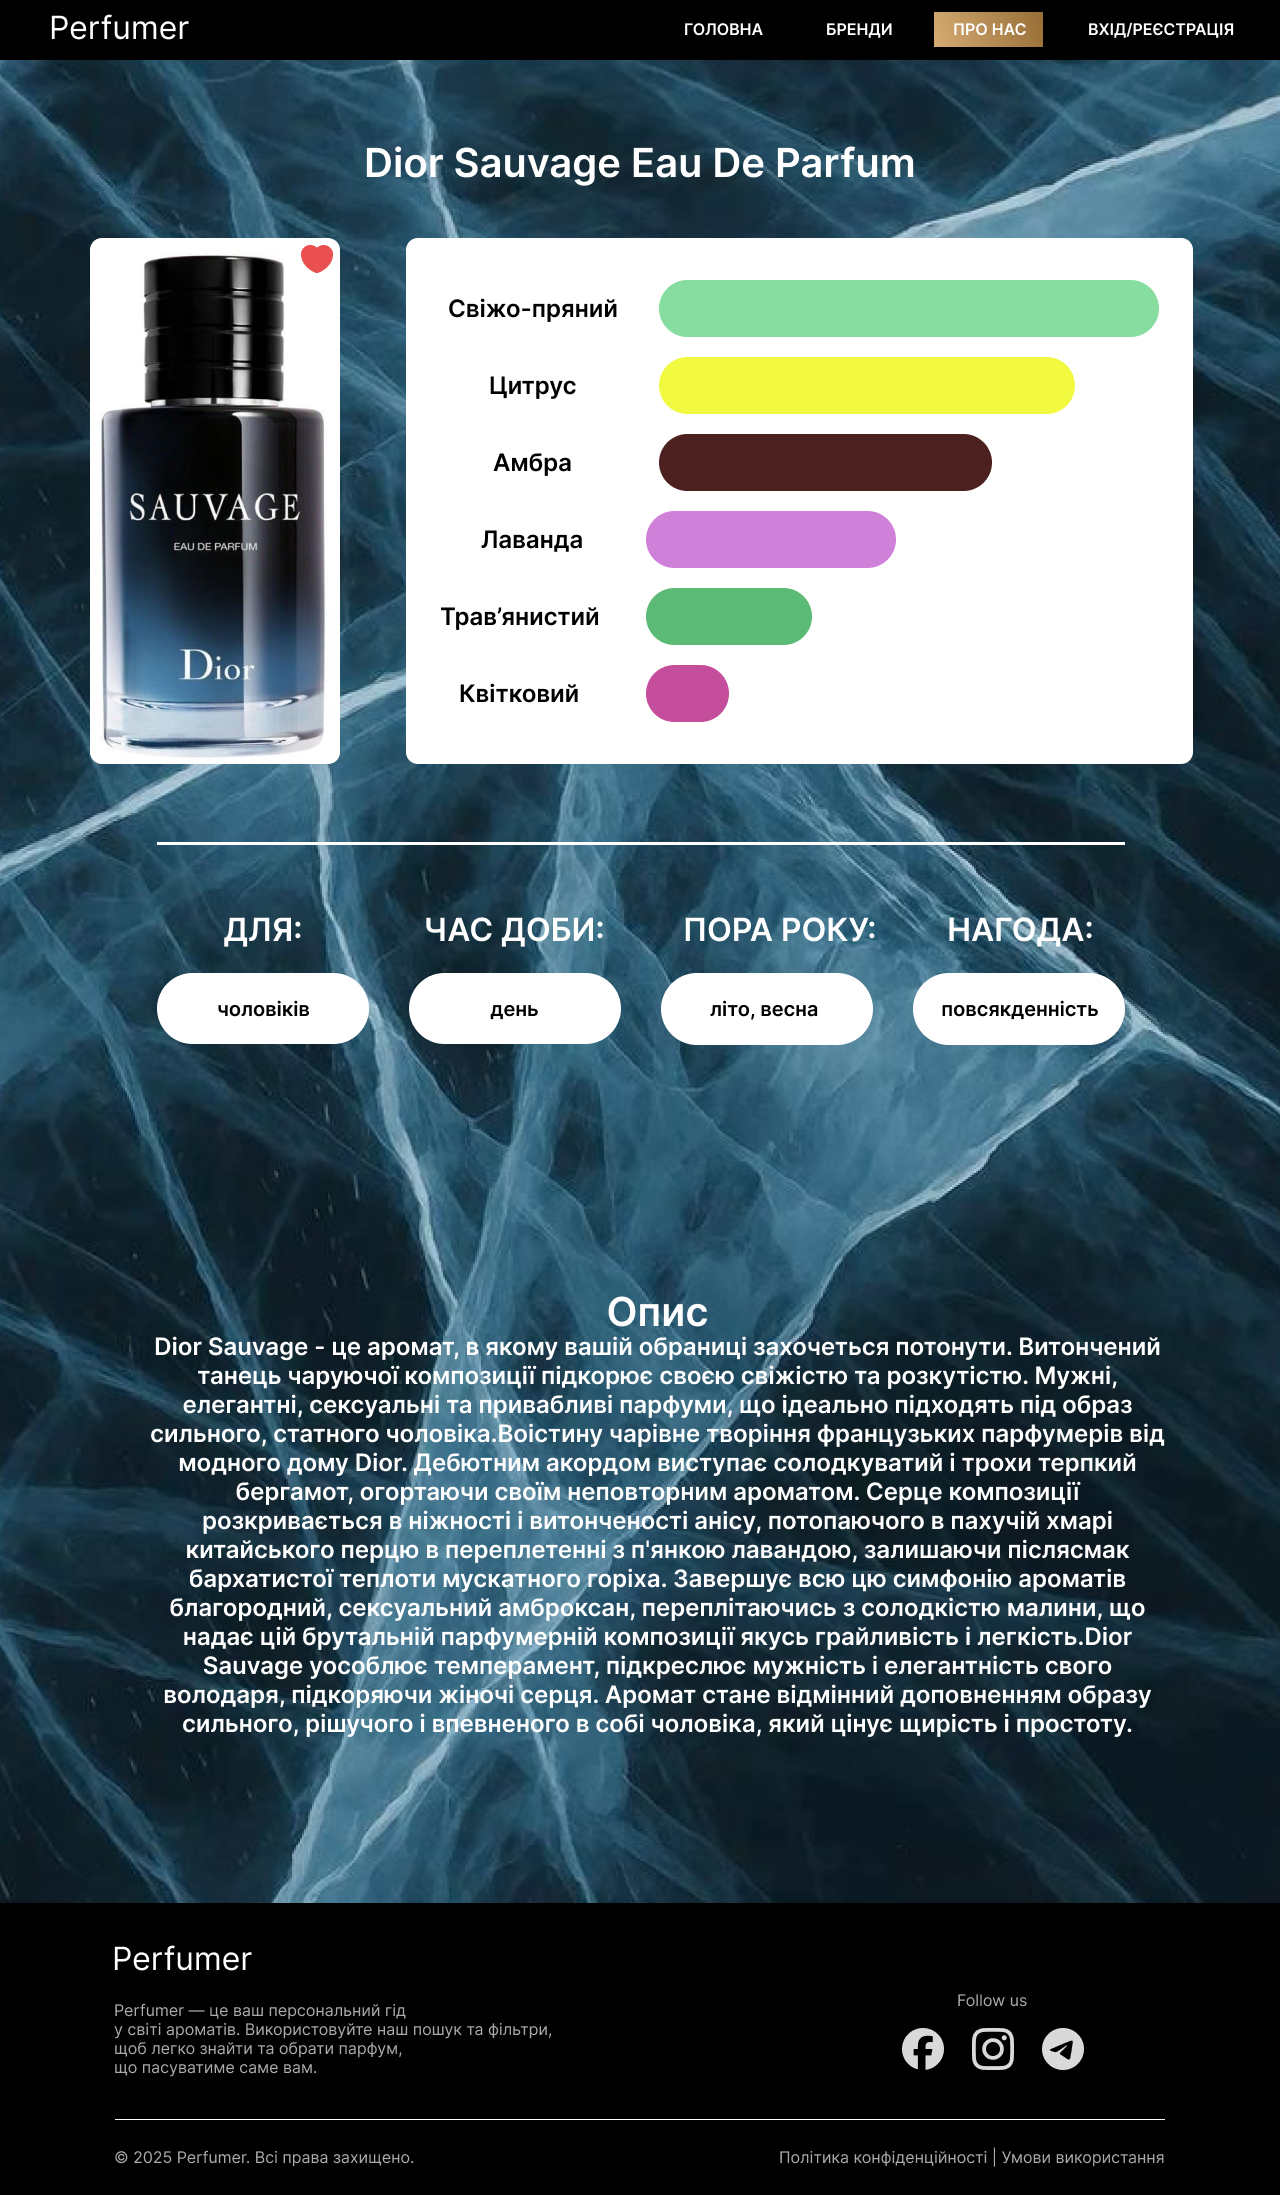 Perfumer
ГОЛОВНА
БРЕНДИ
ПРО НАС
ВХІД/РЕЄСТРАЦІЯ
Dior Sauvage Eau De Parfum
SAUVAGE
EAU DE PARFUM
Dior
Свіжо-пряний
Цитрус
Амбра
Лаванда
Трав’янистий
Квітковий
ДЛЯ:
ЧАС ДОБИ:
ПОРА РОКУ:
НАГОДА:
чоловіків
день
літо, весна
повсякденність
Опис
Dior Sauvage - це аромат, в якому вашій обраниці захочеться потонути. Витончений
танець чаруючої композиції підкорює своєю свіжістю та розкутістю. Мужні,
елегантні, сексуальні та привабливі парфуми, що ідеально підходять під образ
сильного, статного чоловіка.Воістину чарівне творіння французьких парфумерів від
модного дому Dior. Дебютним акордом виступає солодкуватий і трохи терпкий
бергамот, огортаючи своїм неповторним ароматом. Серце композиції
розкривається в ніжності і витонченості анісу, потопаючого в пахучій хмарі
китайського перцю в переплетенні з п'янкою лавандою, залишаючи післясмак
бархатистої теплоти мускатного горіха. Завершує всю цю симфонію ароматів
благородний, сексуальний амброксан, переплітаючись з солодкістю малини, що
надає цій брутальній парфумерній композиції якусь грайливість і легкість.Dior
Sauvage уособлює темперамент, підкреслює мужність і елегантність свого
володаря, підкоряючи жіночі серця. Аромат стане відмінний доповненням образу
сильного, рішучого і впевненого в собі чоловіка, який цінує щирість і простоту.
Perfumer
Perfumer — це ваш персональний гід
у світі ароматів. Використовуйте наш пошук та фільтри,
щоб легко знайти та обрати парфум,
що пасуватиме саме вам.
Follow us
© 2025 Perfumer. Всі права захищено.
Політика конфіденційності | Умови використання